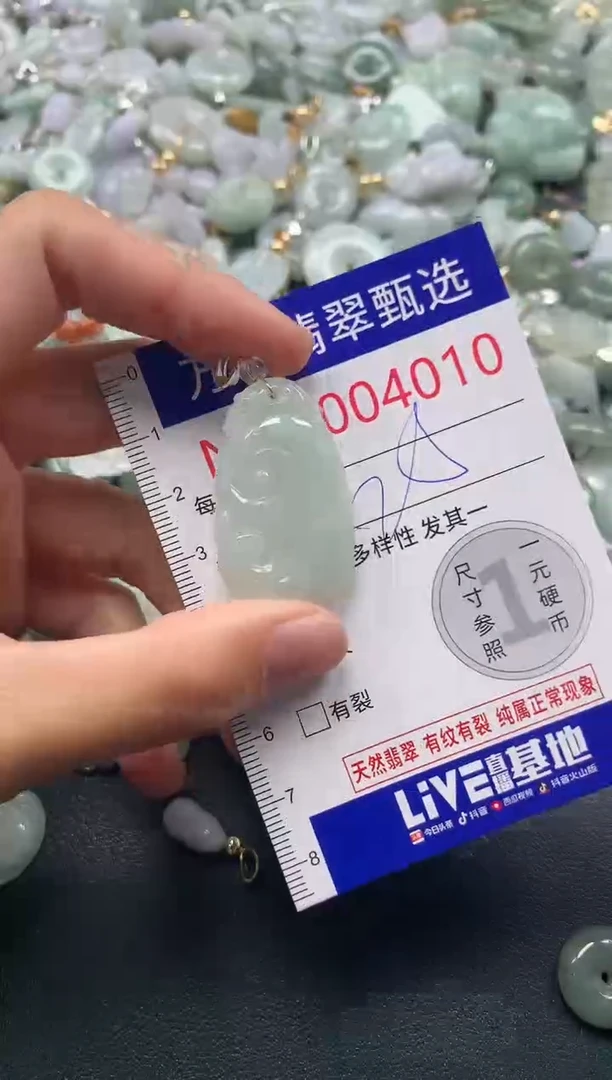 翡翠甄选
004010
0
1
每
2
多样性 发其一
3
1
一元硬币
尺寸参照
有裂
6
天然翡翠 有纹有裂 纯属正常现象
7
LiVE直播基地
今日头条 抖音 西瓜视频 抖音火山版
8